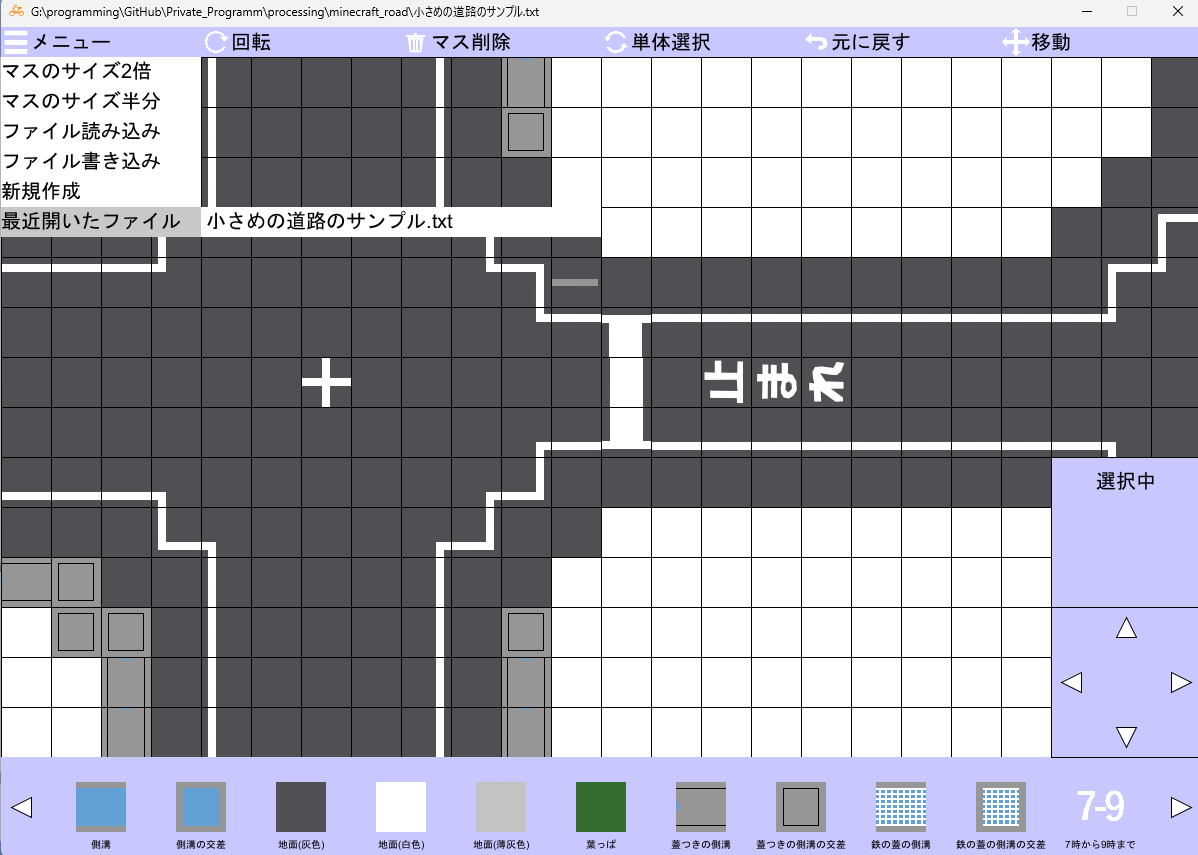 G:\programming\GitHub\Private_Programm\processing\minecraft_road\小さめの道路のサンプル.txt
メニュー 回転 マス削除 単体選択 元に戻す 移動
マスのサイズ2倍
マスのサイズ半分
ファイル読み込み
ファイル書き込み
新規作成
最近開いたファイル 小さめの道路のサンプル.txt
止まれ
選択中
7-9
側溝 側溝の交差 地面(灰色) 地面(白色) 地面(薄灰色) 葉っぱ 蓋つきの側溝 蓋つきの側溝の交差 鉄の蓋の側溝 鉄の蓋の側溝の交差 7時から9時まで